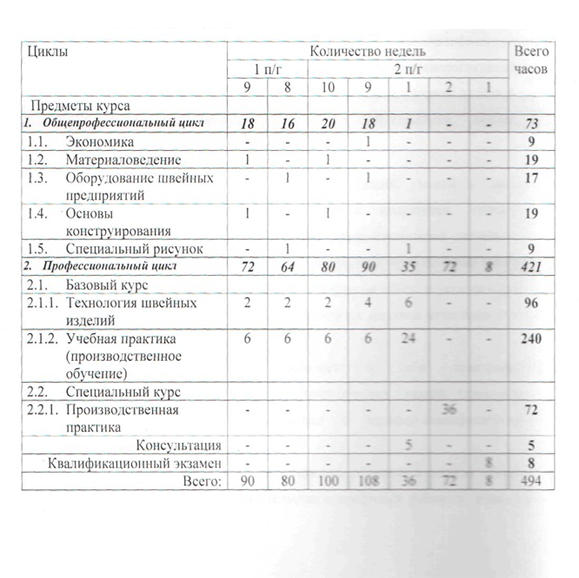 Циклы Количество недель Всего
1 п/г 2 п/г часов
9 8 10 9 1 2 1
Предметы курса
1. Общепрофессиональный цикл 18 16 20 18 1 - - 73
1.1. Экономика - - - 1 - - - 9
1.2. Материаловедение 1 - 1 - - - - 19
1.3. Оборудование швейных - 1 - 1 - - - 17
предприятий
1.4. Основы 1 - 1 - - - - 19
конструирования
1.5. Специальный рисунок - 1 - - 1 - - 9
2. Профессиональный цикл 72 64 80 90 35 72 8 421
2.1. Базовый курс
2.1.1. Технология швейных 2 2 2 4 6 - - 96
изделий
2.1.2. Учебная практика 6 6 6 6 24 - - 240
(производственное
обучение)
2.2. Специальный курс
2.2.1. Производственная - - - - - 36 - 72
практика
Консультация - - - - 5 - - 5
Квалификационный экзамен - - - - - - 8 8
Всего: 90 80 100 108 36 72 8 494